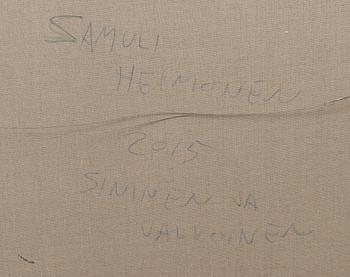 SAMULI
HEIMONEN
2015
SININEN JA
VALKOINEN